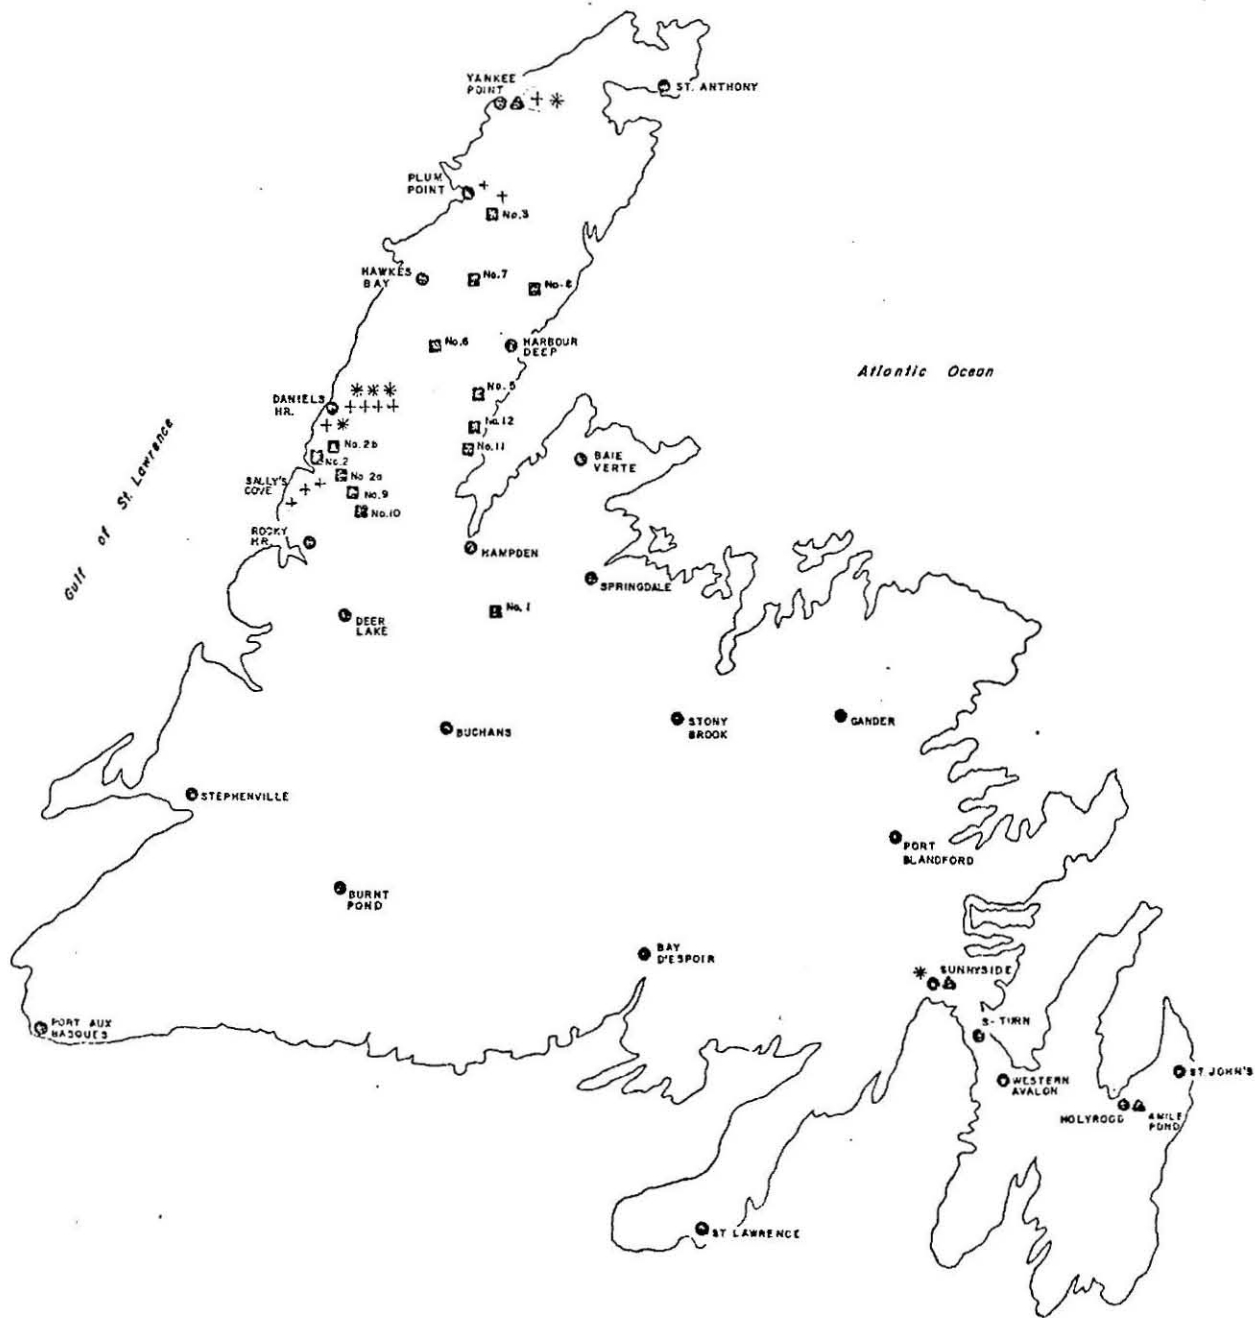 YANKEE
POINT
ST. ANTHONY
PLUM
POINT
No. 3
HAWKES
BAY
No. 7
No. 8
No. 6
HARBOUR
DEEP
Atlantic Ocean
No. 5
DANIELS
HR.
No. 12
No. 2b
No. 11
No. 2
BAIE
VERTE
Gulf of St. Lawrence
SALLY'S
COVE
No. 2a
No. 9
No. 10
ROCKY
HR.
HAMPDEN
SPRINGDALE
No. 1
DEER
LAKE
BUCHANS
STONY
BROOK
GANDER
STEPHENVILLE
PORT
BLANDFORD
BURNT
POND
BAY
D'ESPOIR
SUNNYSIDE
PORT AUX
BASQUES
S-TURN
WESTERN
AVALON
ST. JOHN'S
HOLYROOD
POND
ST LAWRENCE